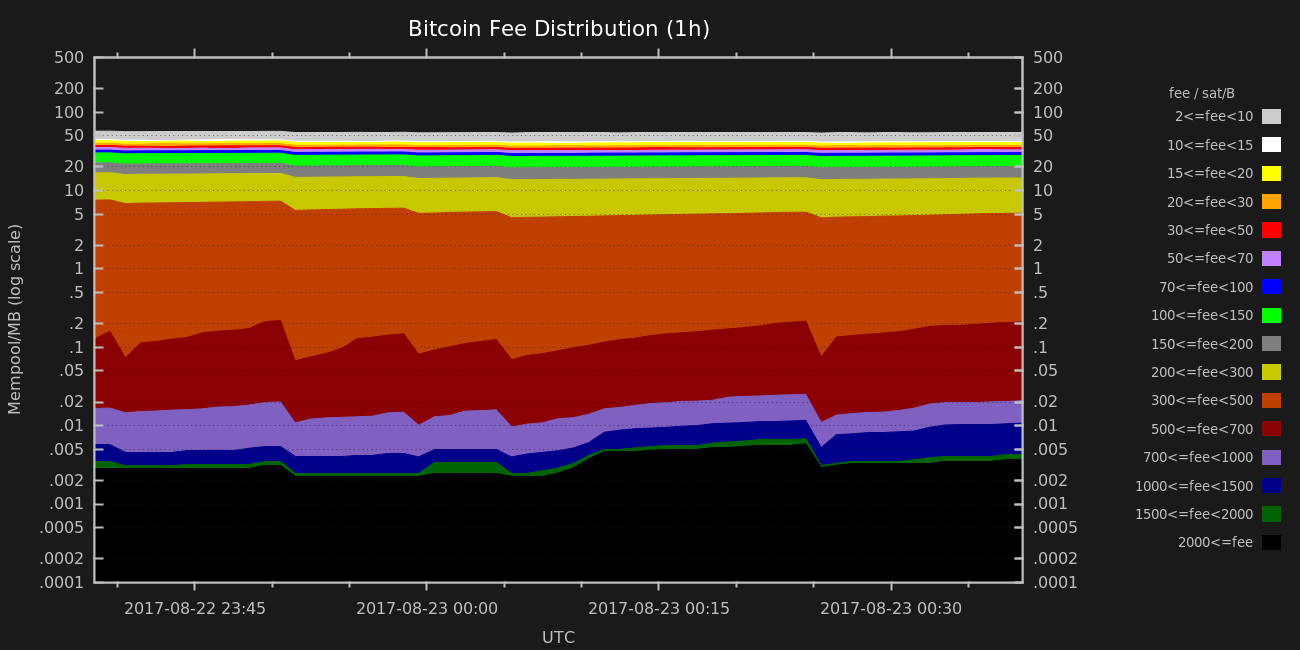 Bitcoin Fee Distribution (1h)
500
200
100
50
20
10
5
2
1
.5
.2
.1
.05
.02
.01
.005
.002
.001
.0005
.0002
.0001
Mempool/MB (log scale)
500
200
100
50
20
10
5
2
1
.5
.2
.1
.05
.02
.01
.005
.002
.001
.0005
.0002
.0001
2017-08-22 23:45
2017-08-23 00:00
2017-08-23 00:15
2017-08-23 00:30
UTC
fee / sat/B
2<=fee<10
10<=fee<15
15<=fee<20
20<=fee<30
30<=fee<50
50<=fee<70
70<=fee<100
100<=fee<150
150<=fee<200
200<=fee<300
300<=fee<500
500<=fee<700
700<=fee<1000
1000<=fee<1500
1500<=fee<2000
2000<=fee